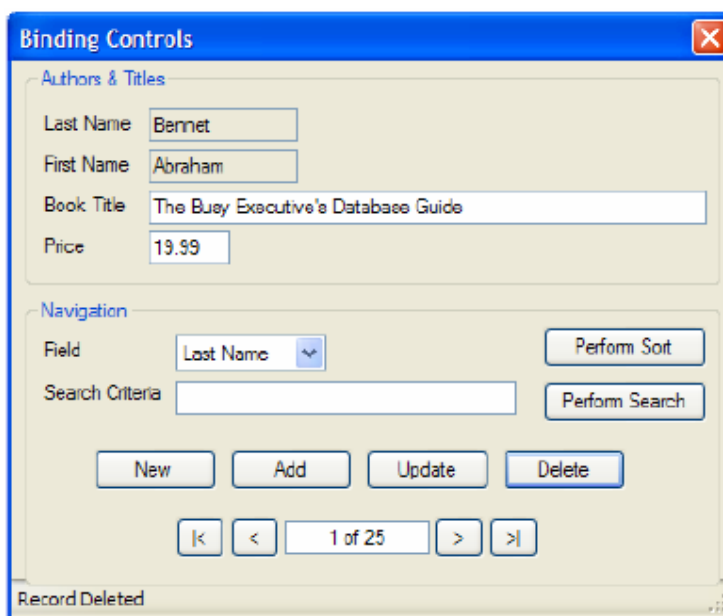 Binding Controls
Authors & Titles
Last Name Bennet
First Name Abraham
Book Title The Busy Executive's Database Guide
Price 19.99
Navigation
Field Last Name Perform Sort
Search Criteria Perform Search
New Add Update Delete
|< < 1 of 25 > >|
Record Deleted